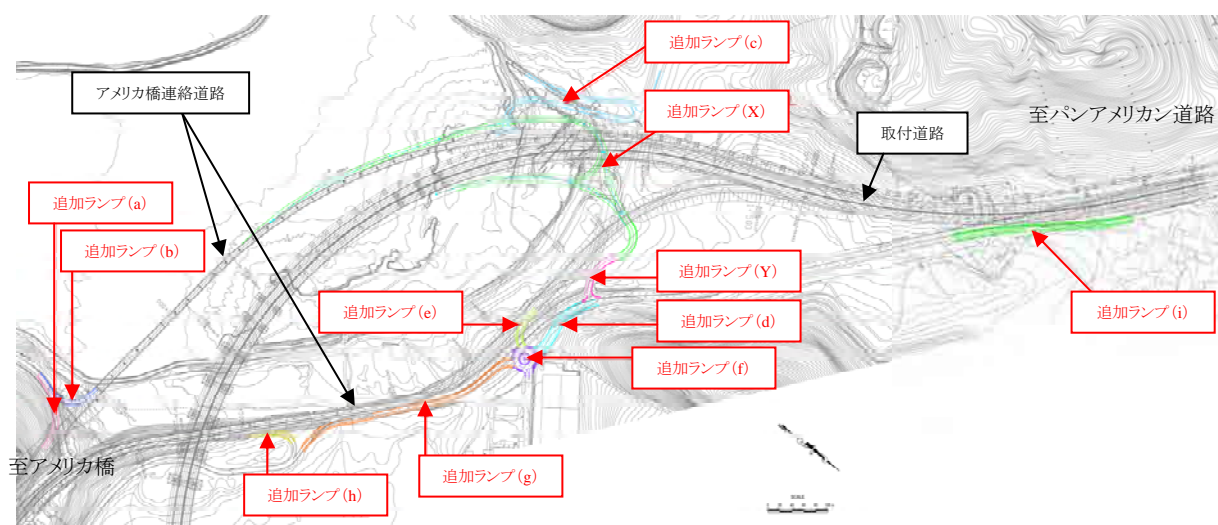 追加ランプ(c)
アメリカ橋連絡道路
追加ランプ(X)
至パンアメリカン道路
取付道路
追加ランプ(a)
追加ランプ(b)
追加ランプ(Y)
追加ランプ(e)
追加ランプ(d)
追加ランプ(i)
追加ランプ(f)
至アメリカ橋
追加ランプ(g)
追加ランプ(h)